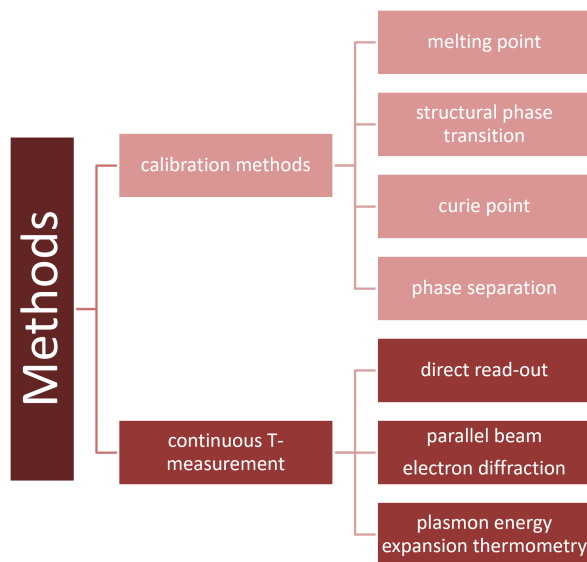 Methods
calibration methods
melting point
structural phase
transition
curie point
phase separation
continuous T-
measurement
direct read-out
parallel beam
electron diffraction
plasmon energy
expansion thermometry